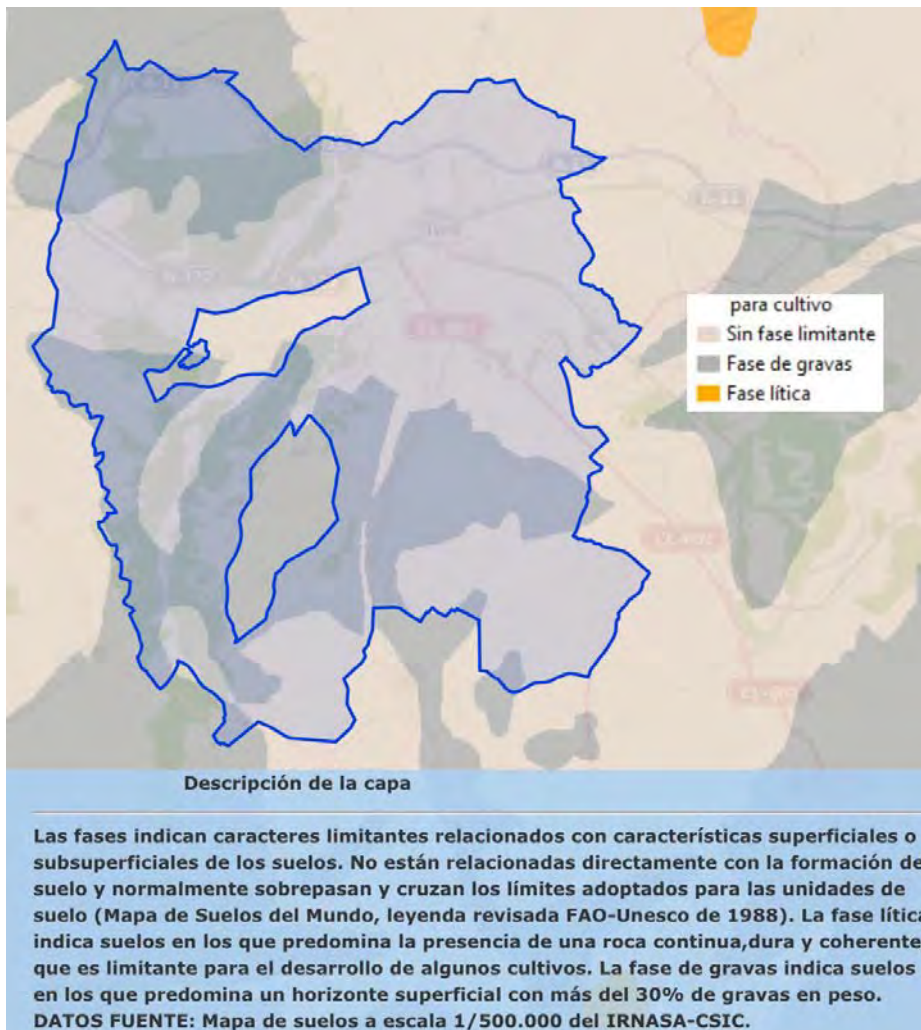 para cultivo
Sin fase limitante
Fase de gravas
Fase lítica
Descripción de la capa
Las fases indican caracteres limitantes relacionados con características superficiales o
subsuperficiales de los suelos. No están relacionadas directamente con la formación de
suelo y normalmente sobrepasan y cruzan los límites adoptados para las unidades de
suelo (Mapa de Suelos del Mundo, leyenda revisada FAO-Unesco de 1988). La fase lítica
indica suelos en los que predomina la presencia de una roca continua,dura y coherente
que es limitante para el desarrollo de algunos cultivos. La fase de gravas indica suelos
en los que predomina un horizonte superficial con más del 30% de gravas en peso.
DATOS FUENTE: Mapa de suelos a escala 1/500.000 del IRNASA-CSIC.